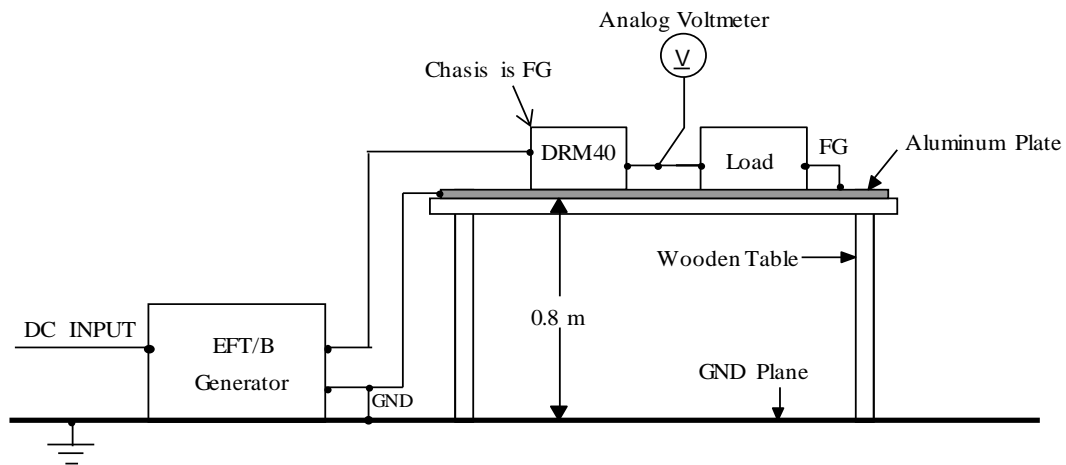 Analog Voltmeter
V
Chasis is FG
DRM40
Load
FG
Aluminum Plate
Wooden Table
0.8 m
DC INPUT
EFT/B
Generator
GND
GND Plane